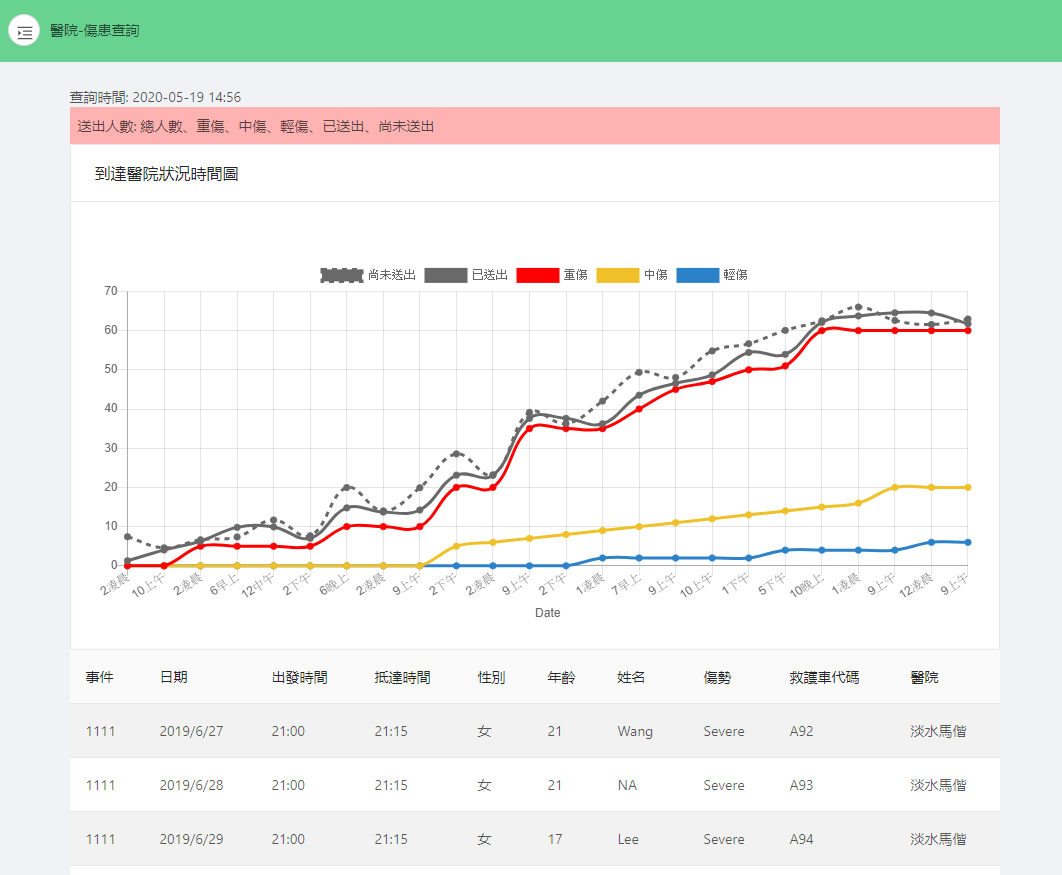 醫院-傷患查詢
查詢時間: 2020-05-19 14:56
送出人數: 總人數、重傷、中傷、輕傷、已送出、尚未送出
到達醫院狀況時間圖
尚未送出 已送出 重傷 中傷 輕傷
70
60
50
40
30
20
10
0
2凌晨 10上午 2凌晨 6早上 12中午 2下午 6晚上 2凌晨 9上午 2下午 2凌晨 9上午 2下午 1凌晨 7早上 9上午 10上午 1下午 5下午 10晚上 1凌晨 9上午 12凌晨 9上午
Date
事件 日期 出發時間 抵達時間 性別 年齡 姓名 傷勢 救護車代碼 醫院
1111 2019/6/27 21:00 21:15 女 21 Wang Severe A92 淡水馬偕
1111 2019/6/28 21:00 21:15 女 21 NA Severe A93 淡水馬偕
1111 2019/6/29 21:00 21:15 女 17 Lee Severe A94 淡水馬偕